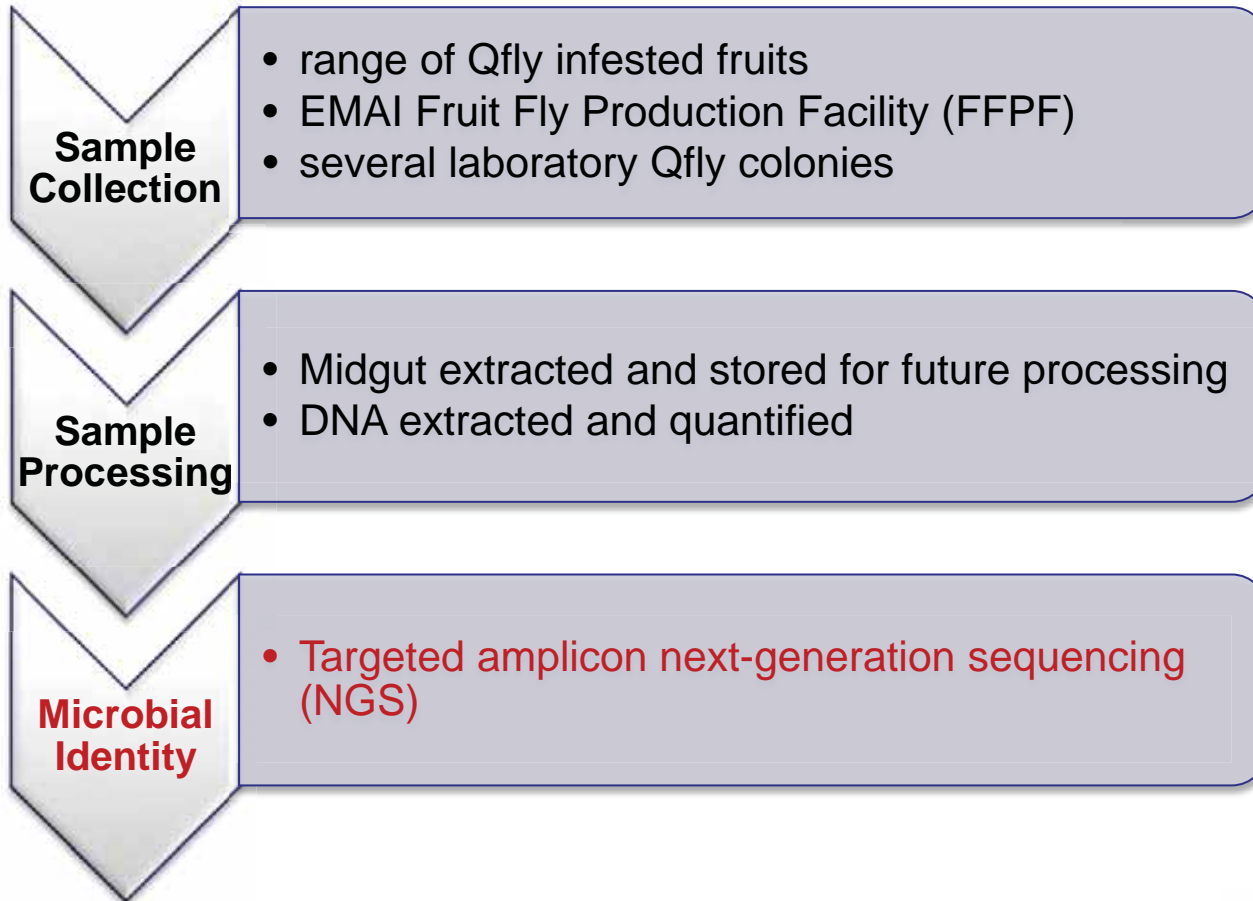 Sample
Collection
• range of Qfly infested fruits
• EMAI Fruit Fly Production Facility (FFPF)
• several laboratory Qfly colonies
Sample
Processing
• Midgut extracted and stored for future processing
• DNA extracted and quantified
Microbial
Identity
• Targeted amplicon next-generation sequencing
(NGS)